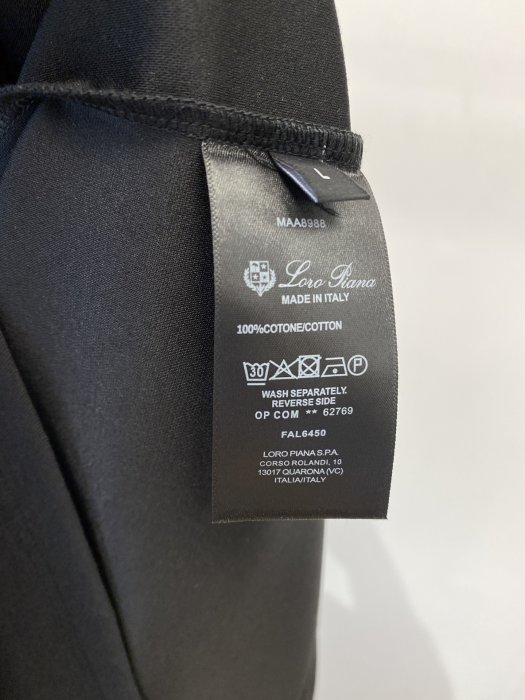 L
MAA8988
Loro Piana
MADE IN ITALY
100%COTONE/COTTON
30 P
WASH SEPARATELY.
REVERSE SIDE
OP COM ** 62769
FAL6450
LORO PIANA S.P.A.
CORSO ROLANDI, 10
13017 QUARONA (VC)
ITALIA/ITALY